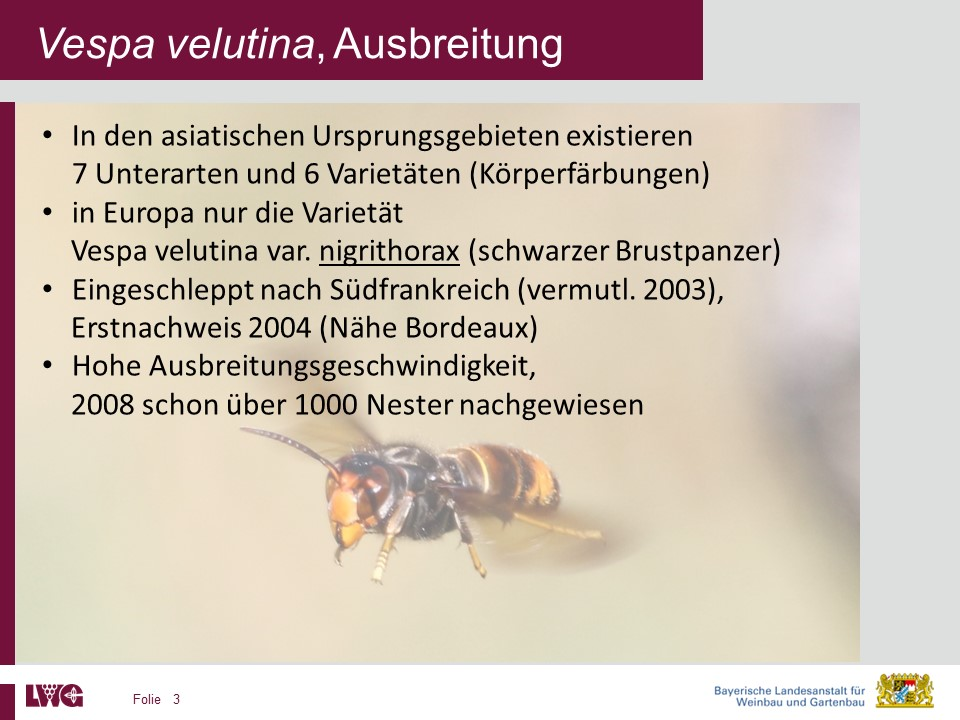 Vespa velutina, Ausbreitung
• In den asiatischen Ursprungsgebieten existieren
7 Unterarten und 6 Varietäten (Körperfärbungen)
• in Europa nur die Varietät
Vespa velutina var. nigrithorax (schwarzer Brustpanzer)
• Eingeschleppt nach Südfrankreich (vermutl. 2003),
Erstnachweis 2004 (Nähe Bordeaux)
• Hohe Ausbreitungsgeschwindigkeit,
2008 schon über 1000 Nester nachgewiesen
LWG
Folie 3
Bayerische Landesanstalt für
Weinbau und Gartenbau